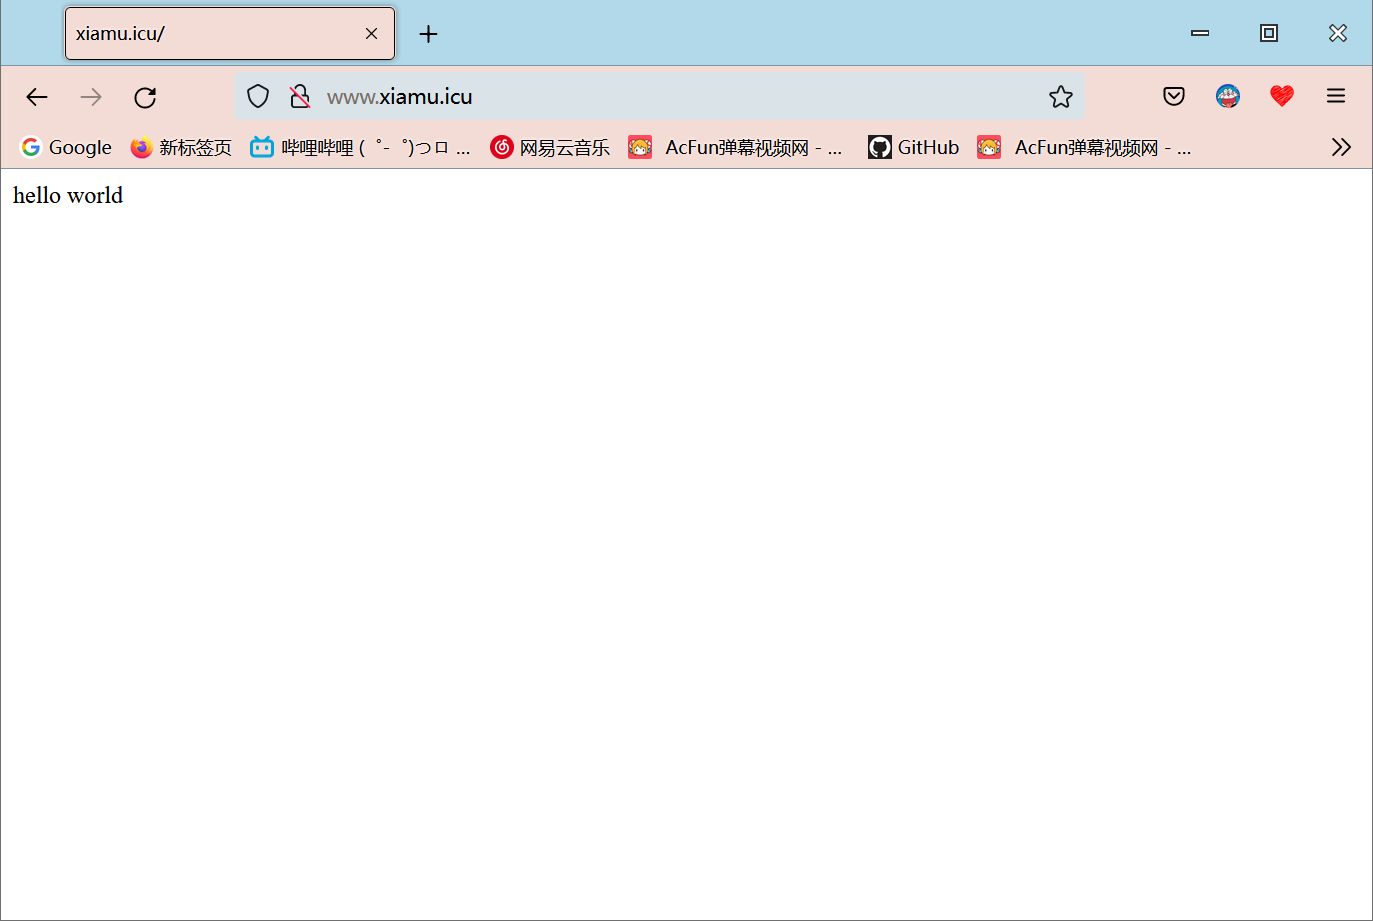 xiamu.icu/
www.xiamu.icu
Google 新标签页 哔哩哔哩 ( ゜- ゜)つロ ... 网易云音乐 AcFun弹幕视频网 - ... GitHub AcFun弹幕视频网 - ...
hello world